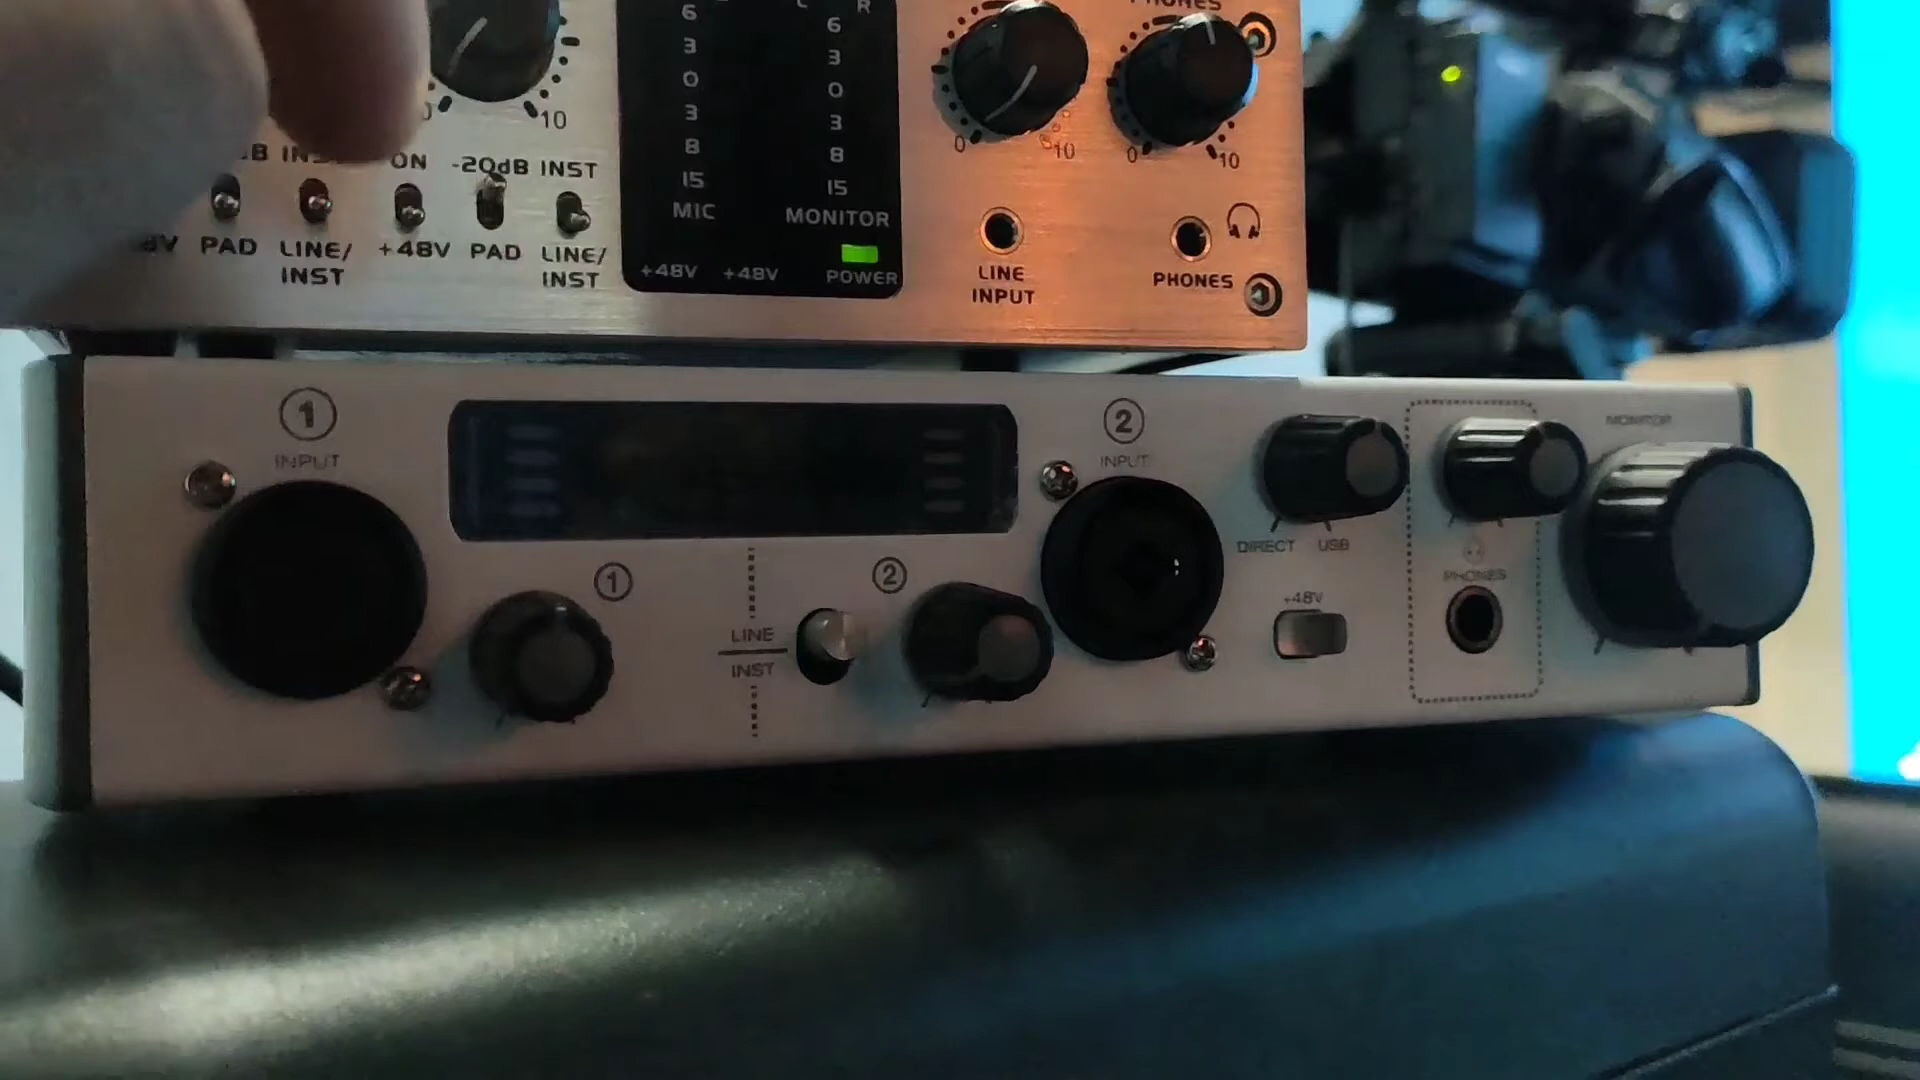 6
3
0
3
8
15
MIC
R
6
3
0
3
8
15
MONITOR
+48V +48V POWER
10
ON -20dB INST
PAD LINE/
INST
+48V PAD LINE/
INST
0 10
LINE
INPUT
PHONES
0 10
PHONES
1
INPUT
1
LINE
INST
2
2
INPUT
DIRECT USB
+48V
PHONES
MONITOR